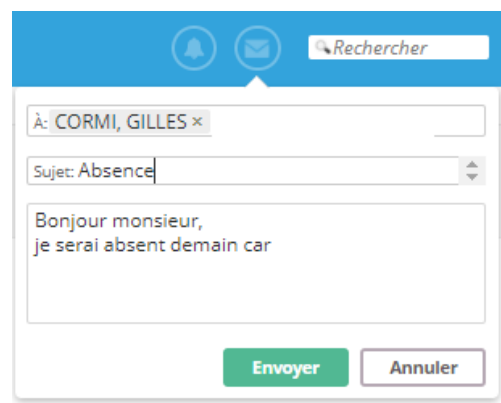 Rechercher
À: CORMI, GILLES ×
Sujet: Absence
Bonjour monsieur,
je serai absent demain car
Envoyer Annuler